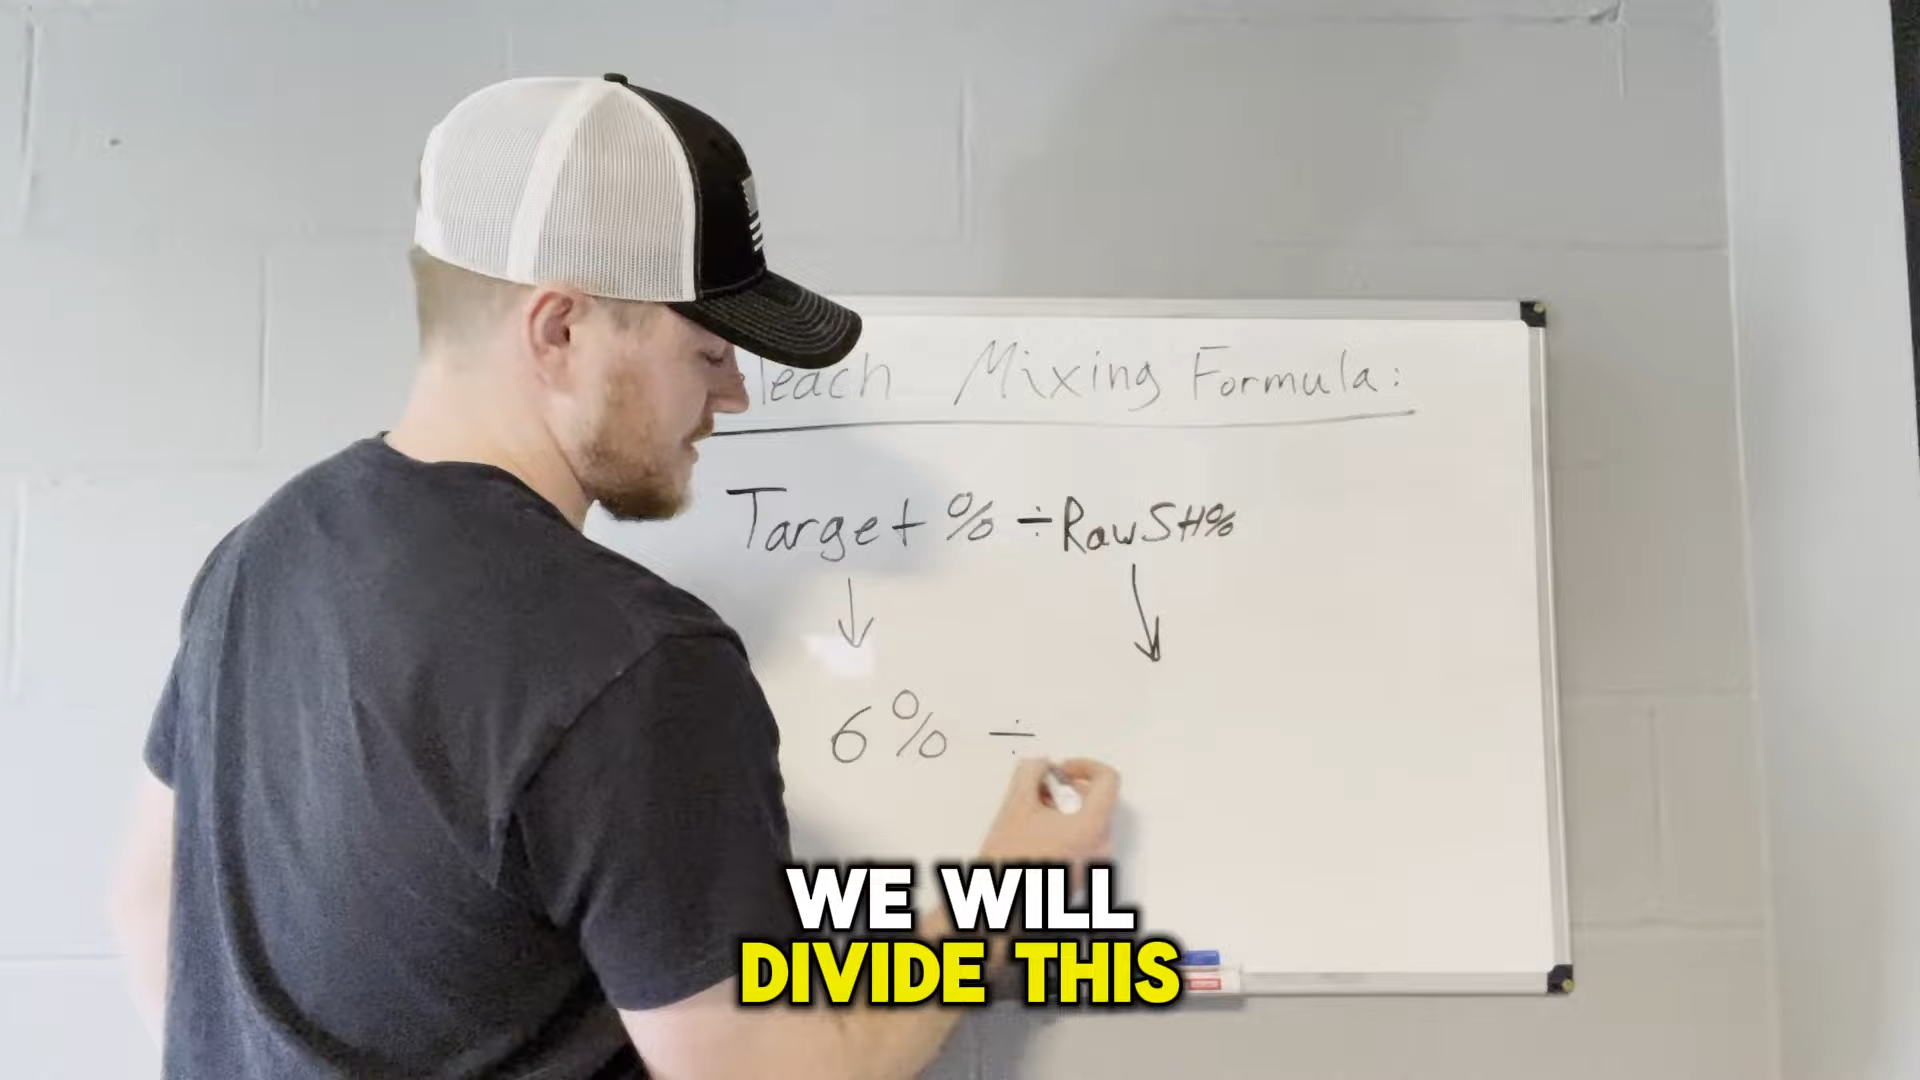 leach Mixing Formula:
Target % ÷ Raw SH%
6% ÷
WE WILL
DIVIDE THIS